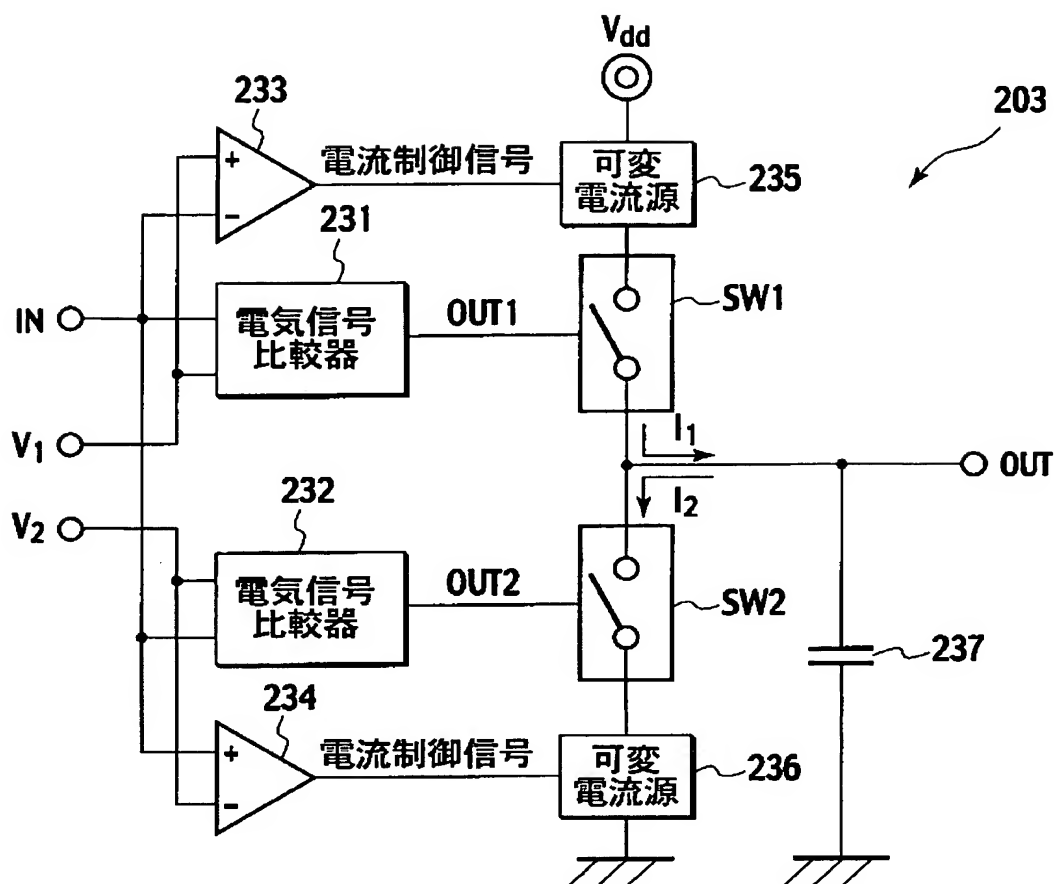 Vdd
203
233
+
−
電流制御信号
可変
電流源
235
231
IN
電気信号
比較器
OUT1
SW1
V1
I1
OUT
V2
I2
232
電気信号
比較器
OUT2
SW2
237
234
+
−
電流制御信号
可変
電流源
236